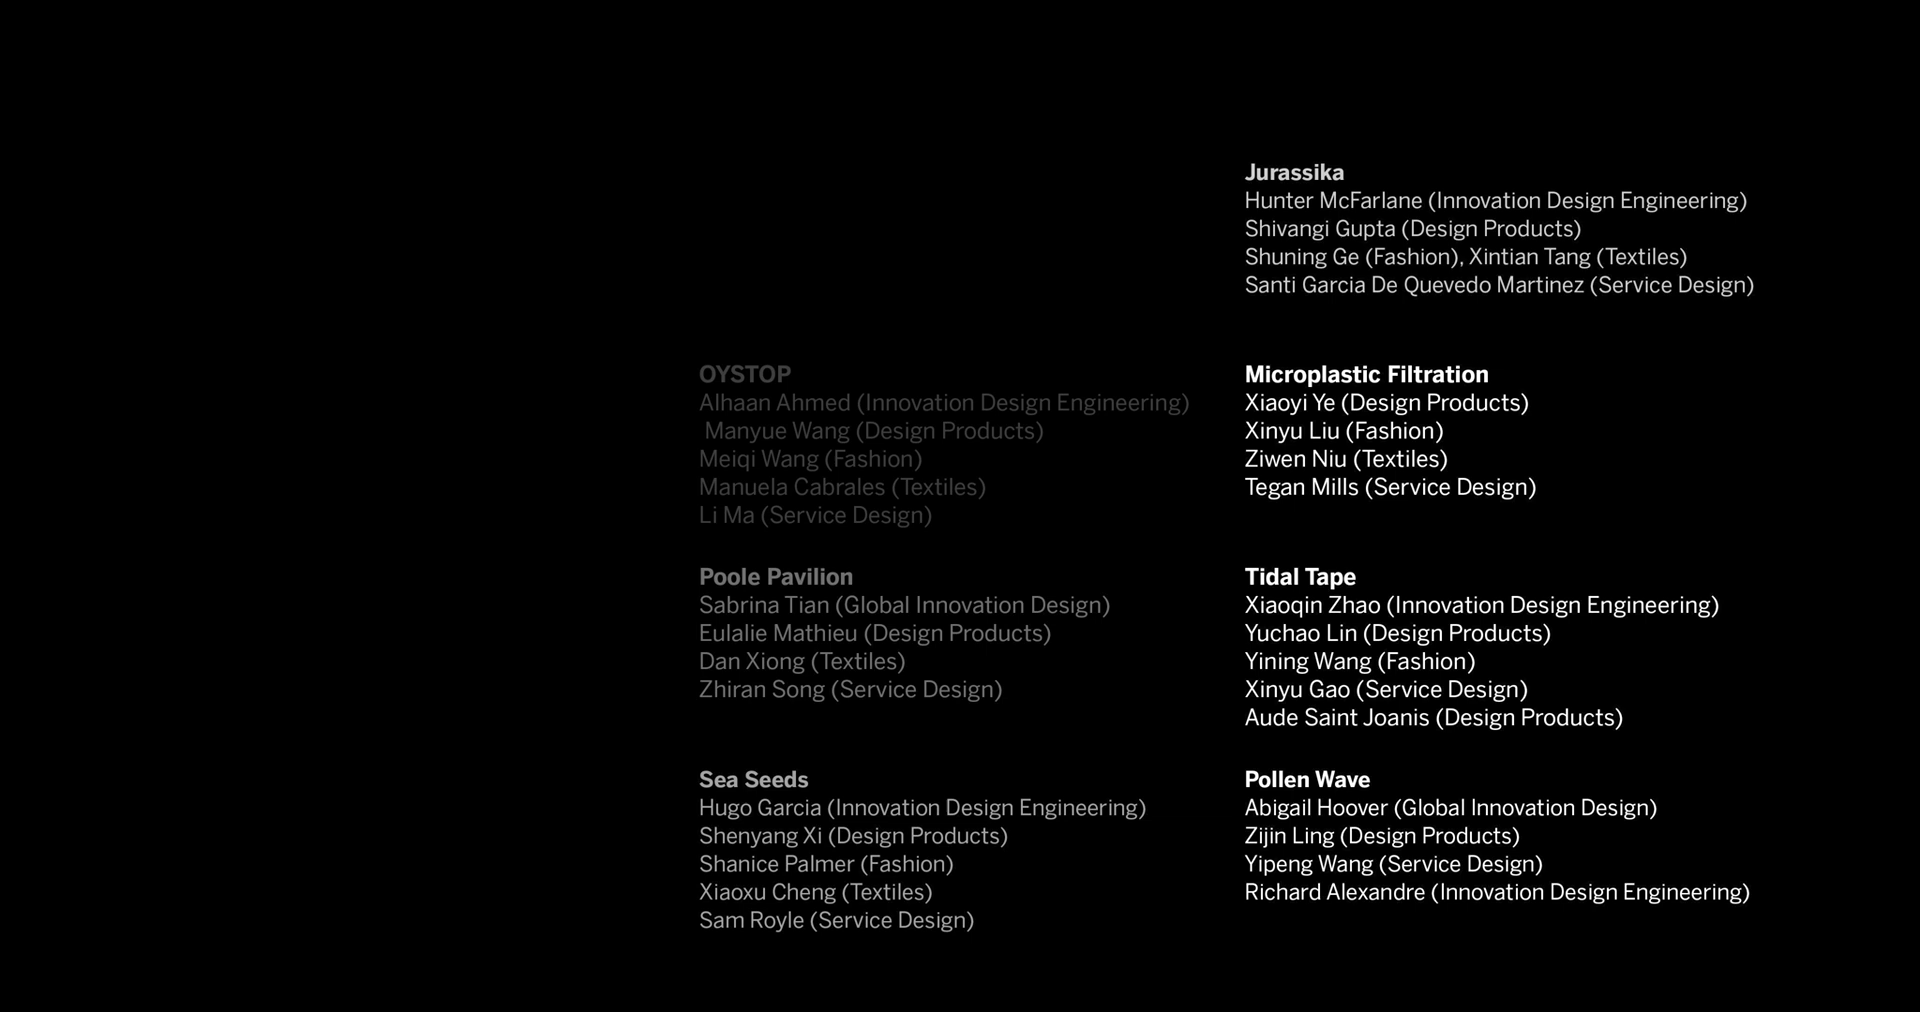 OYSTOP
Alhaan Ahmed (Innovation Design Engineering)
Manyue Wang (Design Products)
Meiqi Wang (Fashion)
Manuela Cabrales (Textiles)
Li Ma (Service Design)
Poole Pavilion
Sabrina Tian (Global Innovation Design)
Eulalie Mathieu (Design Products)
Dan Xiong (Textiles)
Zhiran Song (Service Design)
Sea Seeds
Hugo Garcia (Innovation Design Engineering)
Shenyang Xi (Design Products)
Shanice Palmer (Fashion)
Xiaoxu Cheng (Textiles)
Sam Royle (Service Design)
Jurassika
Hunter McFarlane (Innovation Design Engineering)
Shivangi Gupta (Design Products)
Shuning Ge (Fashion), Xintian Tang (Textiles)
Santi Garcia De Quevedo Martinez (Service Design)
Microplastic Filtration
Xiaoyi Ye (Design Products)
Xinyu Liu (Fashion)
Ziwen Niu (Textiles)
Tegan Mills (Service Design)
Tidal Tape
Xiaoqin Zhao (Innovation Design Engineering)
Yuchao Lin (Design Products)
Yining Wang (Fashion)
Xinyu Gao (Service Design)
Aude Saint Joanis (Design Products)
Pollen Wave
Abigail Hoover (Global Innovation Design)
Zijin Ling (Design Products)
Yipeng Wang (Service Design)
Richard Alexandre (Innovation Design Engineering)